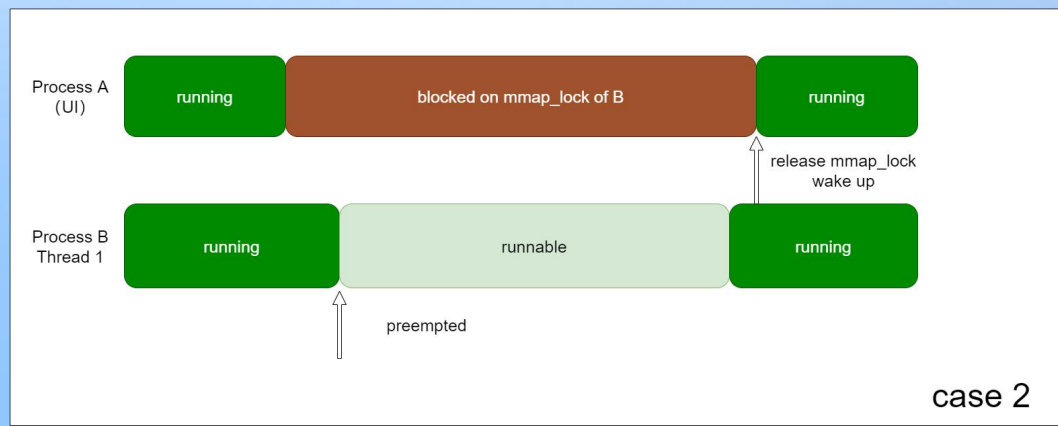 Process A
(UI)
running
blocked on mmap_lock of B
running
release mmap_lock
wake up
Process B
Thread 1
running
runnable
running
preempted
case 2